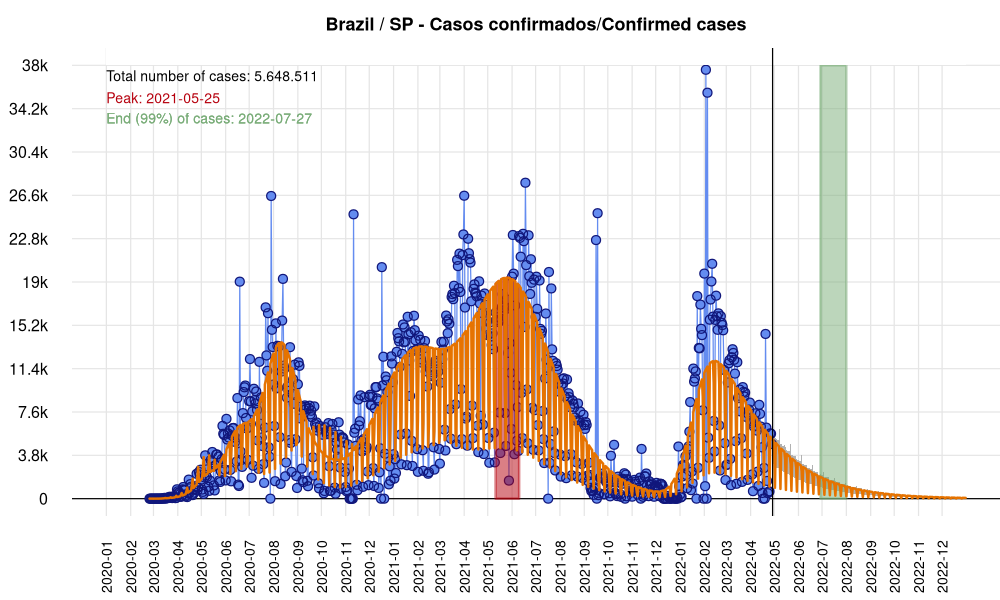 Brazil / SP - Casos confirmados/Confirmed cases
38k
34.2k
30.4k
26.6k
22.8k
19k
15.2k
11.4k
7.6k
3.8k
0
Total number of cases: 5.648.511
Peak: 2021-05-25
End (99%) of cases: 2022-07-27
2020-01
2020-02
2020-03
2020-04
2020-05
2020-06
2020-07
2020-08
2020-09
2020-10
2020-11
2020-12
2021-01
2021-02
2021-03
2021-04
2021-05
2021-06
2021-07
2021-08
2021-09
2021-10
2021-11
2021-12
2022-01
2022-02
2022-03
2022-04
2022-05
2022-06
2022-07
2022-08
2022-09
2022-10
2022-11
2022-12